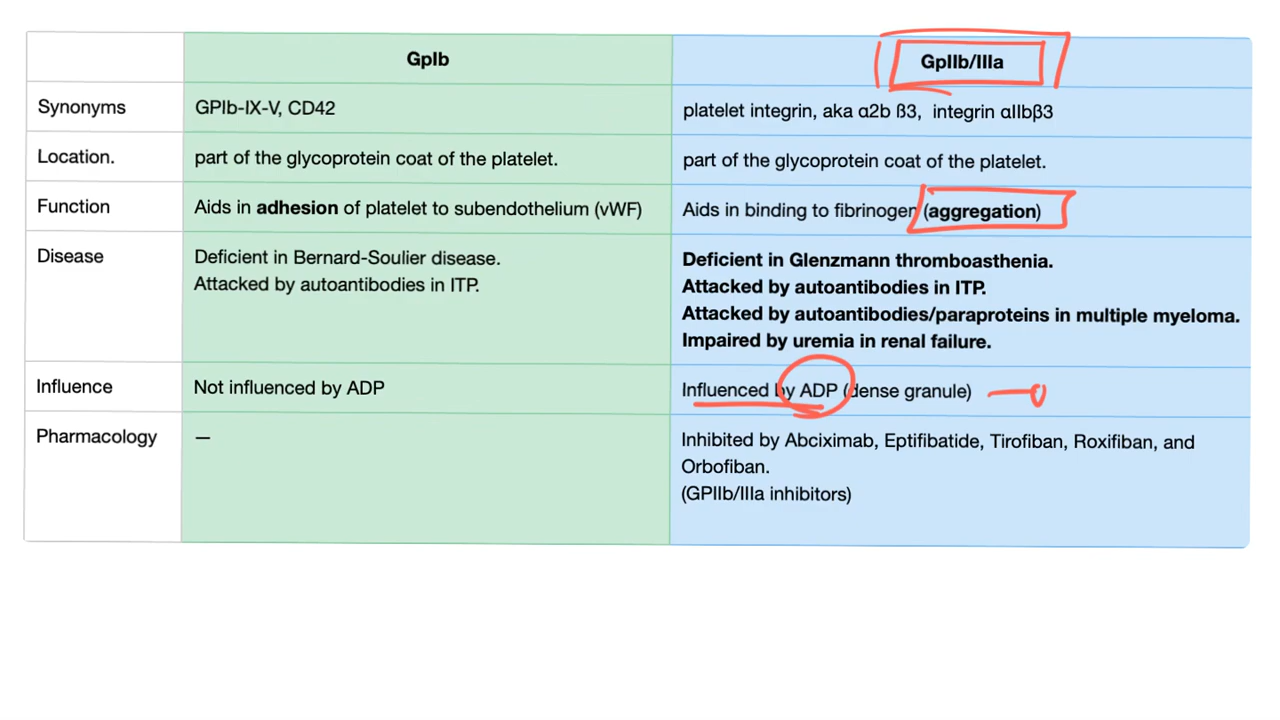 GpIb GpIIb/IIIa
Synonyms GPIb-IX-V, CD42 platelet integrin, aka α2b ß3, integrin αIIbβ3
Location. part of the glycoprotein coat of the platelet. part of the glycoprotein coat of the platelet.
Function Aids in adhesion of platelet to subendothelium (vWF) Aids in binding to fibrinogen (aggregation)
Disease Deficient in Bernard-Soulier disease. Deficient in Glenzmann thromboasthenia.
Attacked by autoantibodies in ITP. Attacked by autoantibodies in ITP.
Attacked by autoantibodies/paraproteins in multiple myeloma.
Impaired by uremia in renal failure.
Influence Not influenced by ADP Influenced by ADP (dense granule)
Pharmacology — Inhibited by Abciximab, Eptifibatide, Tirofiban, Roxifiban, and
Orbofiban.
(GPIIb/IIIa inhibitors)